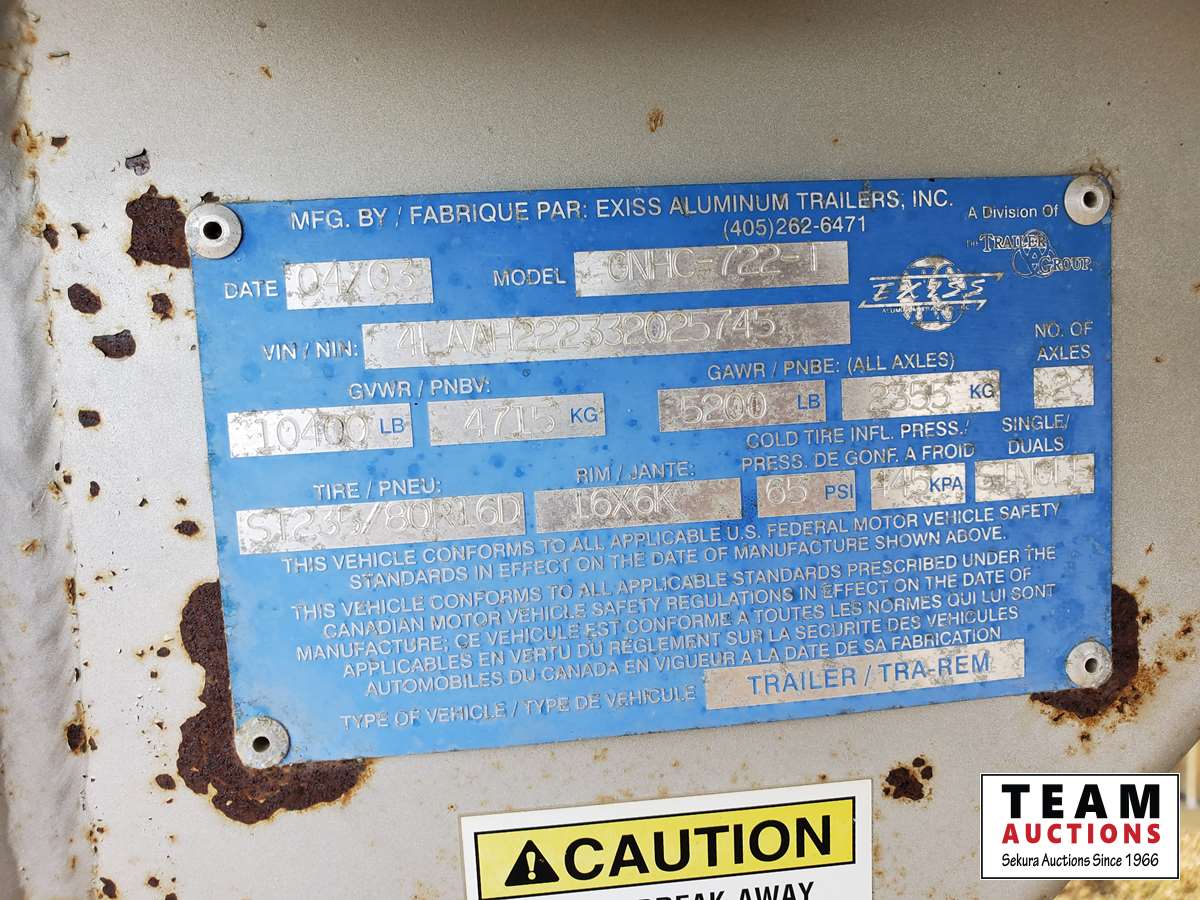 MFG. BY / FABRIQUE PAR: EXISS ALUMINUM TRAILERS, INC.
(405)262-6471
A Division Of
THE TRAILER GROUP
DATE 04/03 MODEL GNHC-722-T
EXISS
VIN / NIN: 222332025745
GVWR / PNBV: GAWR / PNBE: (ALL AXLES) NO. OF AXLES
10400 LB 4715 KG 5200 LB 2355 KG 2
COLD TIRE INFL. PRESS./ SINGLE/
TIRE / PNEU: RIM / JANTE: PRESS. DE GONF. A FROID DUALS
ST235/80R16D 16X6K 65 PSI 445 KPA SINGLE
THIS VEHICLE CONFORMS TO ALL APPLICABLE U.S. FEDERAL MOTOR VEHICLE SAFETY
STANDARDS IN EFFECT ON THE DATE OF MANUFACTURE SHOWN ABOVE.
THIS VEHICLE CONFORMS TO ALL APPLICABLE STANDARDS PRESCRIBED UNDER THE
CANADIAN MOTOR VEHICLE SAFETY REGULATIONS IN EFFECT ON THE DATE OF
MANUFACTURE; CE VEHICULE EST CONFORME A TOUTES LES NORMES QUI LUI SONT
APPLICABLES EN VERTU DU RÉGLEMENT SUR LA SECURITE DES VEHICULES
AUTOMOBILES DU CANADA EN VIGUEUR A LA DATE DE SA FABRICATION
TYPE OF VEHICLE / TYPE DE VEHICULE TRAILER / TRA-REM
CAUTION
BREAK AWAY
TEAM
AUCTIONS
Sekura Auctions Since 1966